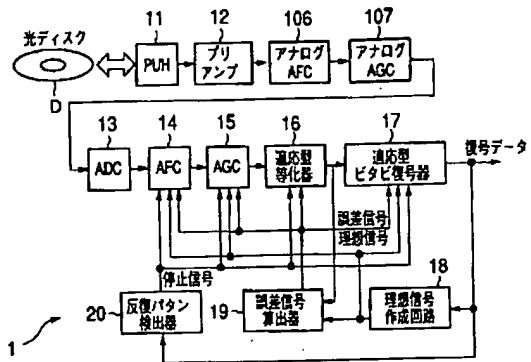 光ディスク
D
11
PUH
12
プリ
アンプ
106
アナログ
AFC
107
アナログ
AGC
13
ADC
14
AFC
15
AGC
16
適応型
等化器
17
適応型
ビタビ復号器
復号データ
誤差信号
理想信号
停止信号
20
反復パタン
検出器
19
誤差信号
算出器
18
理想信号
作成回路
1